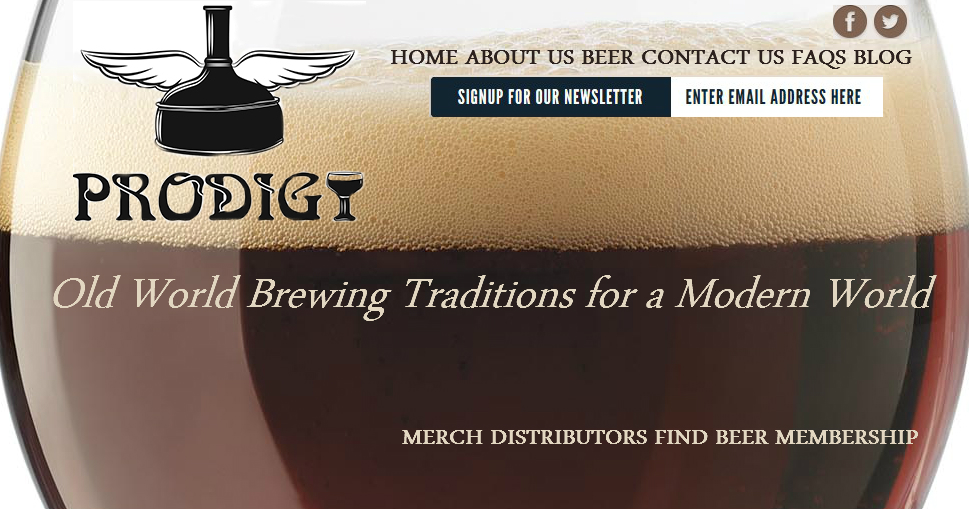 HOME ABOUT US BEER CONTACT US FAQS BLOG
SIGNUP FOR OUR NEWSLETTER ENTER EMAIL ADDRESS HERE
PRODIGY
Old World Brewing Traditions for a Modern World
MERCH DISTRIBUTORS FIND BEER MEMBERSHIP